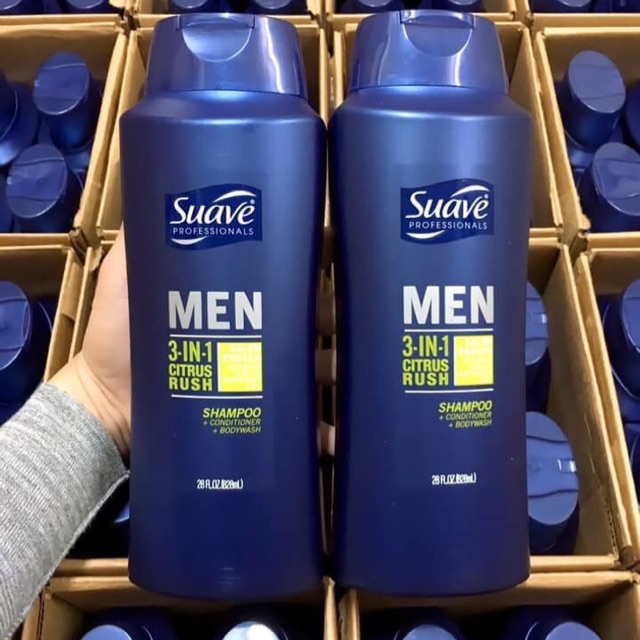 Suave
PROFESSIONALS
MEN
3-IN-1
CITRUS
RUSH
SHAMPOO
+ CONDITIONER
+ BODYWASH
28 FL OZ (828mL)
Suave
PROFESSIONALS
MEN
3-IN-1
CITRUS
RUSH
SHAMPOO
+ CONDITIONER
+ BODYWASH
28 FL OZ (828mL)